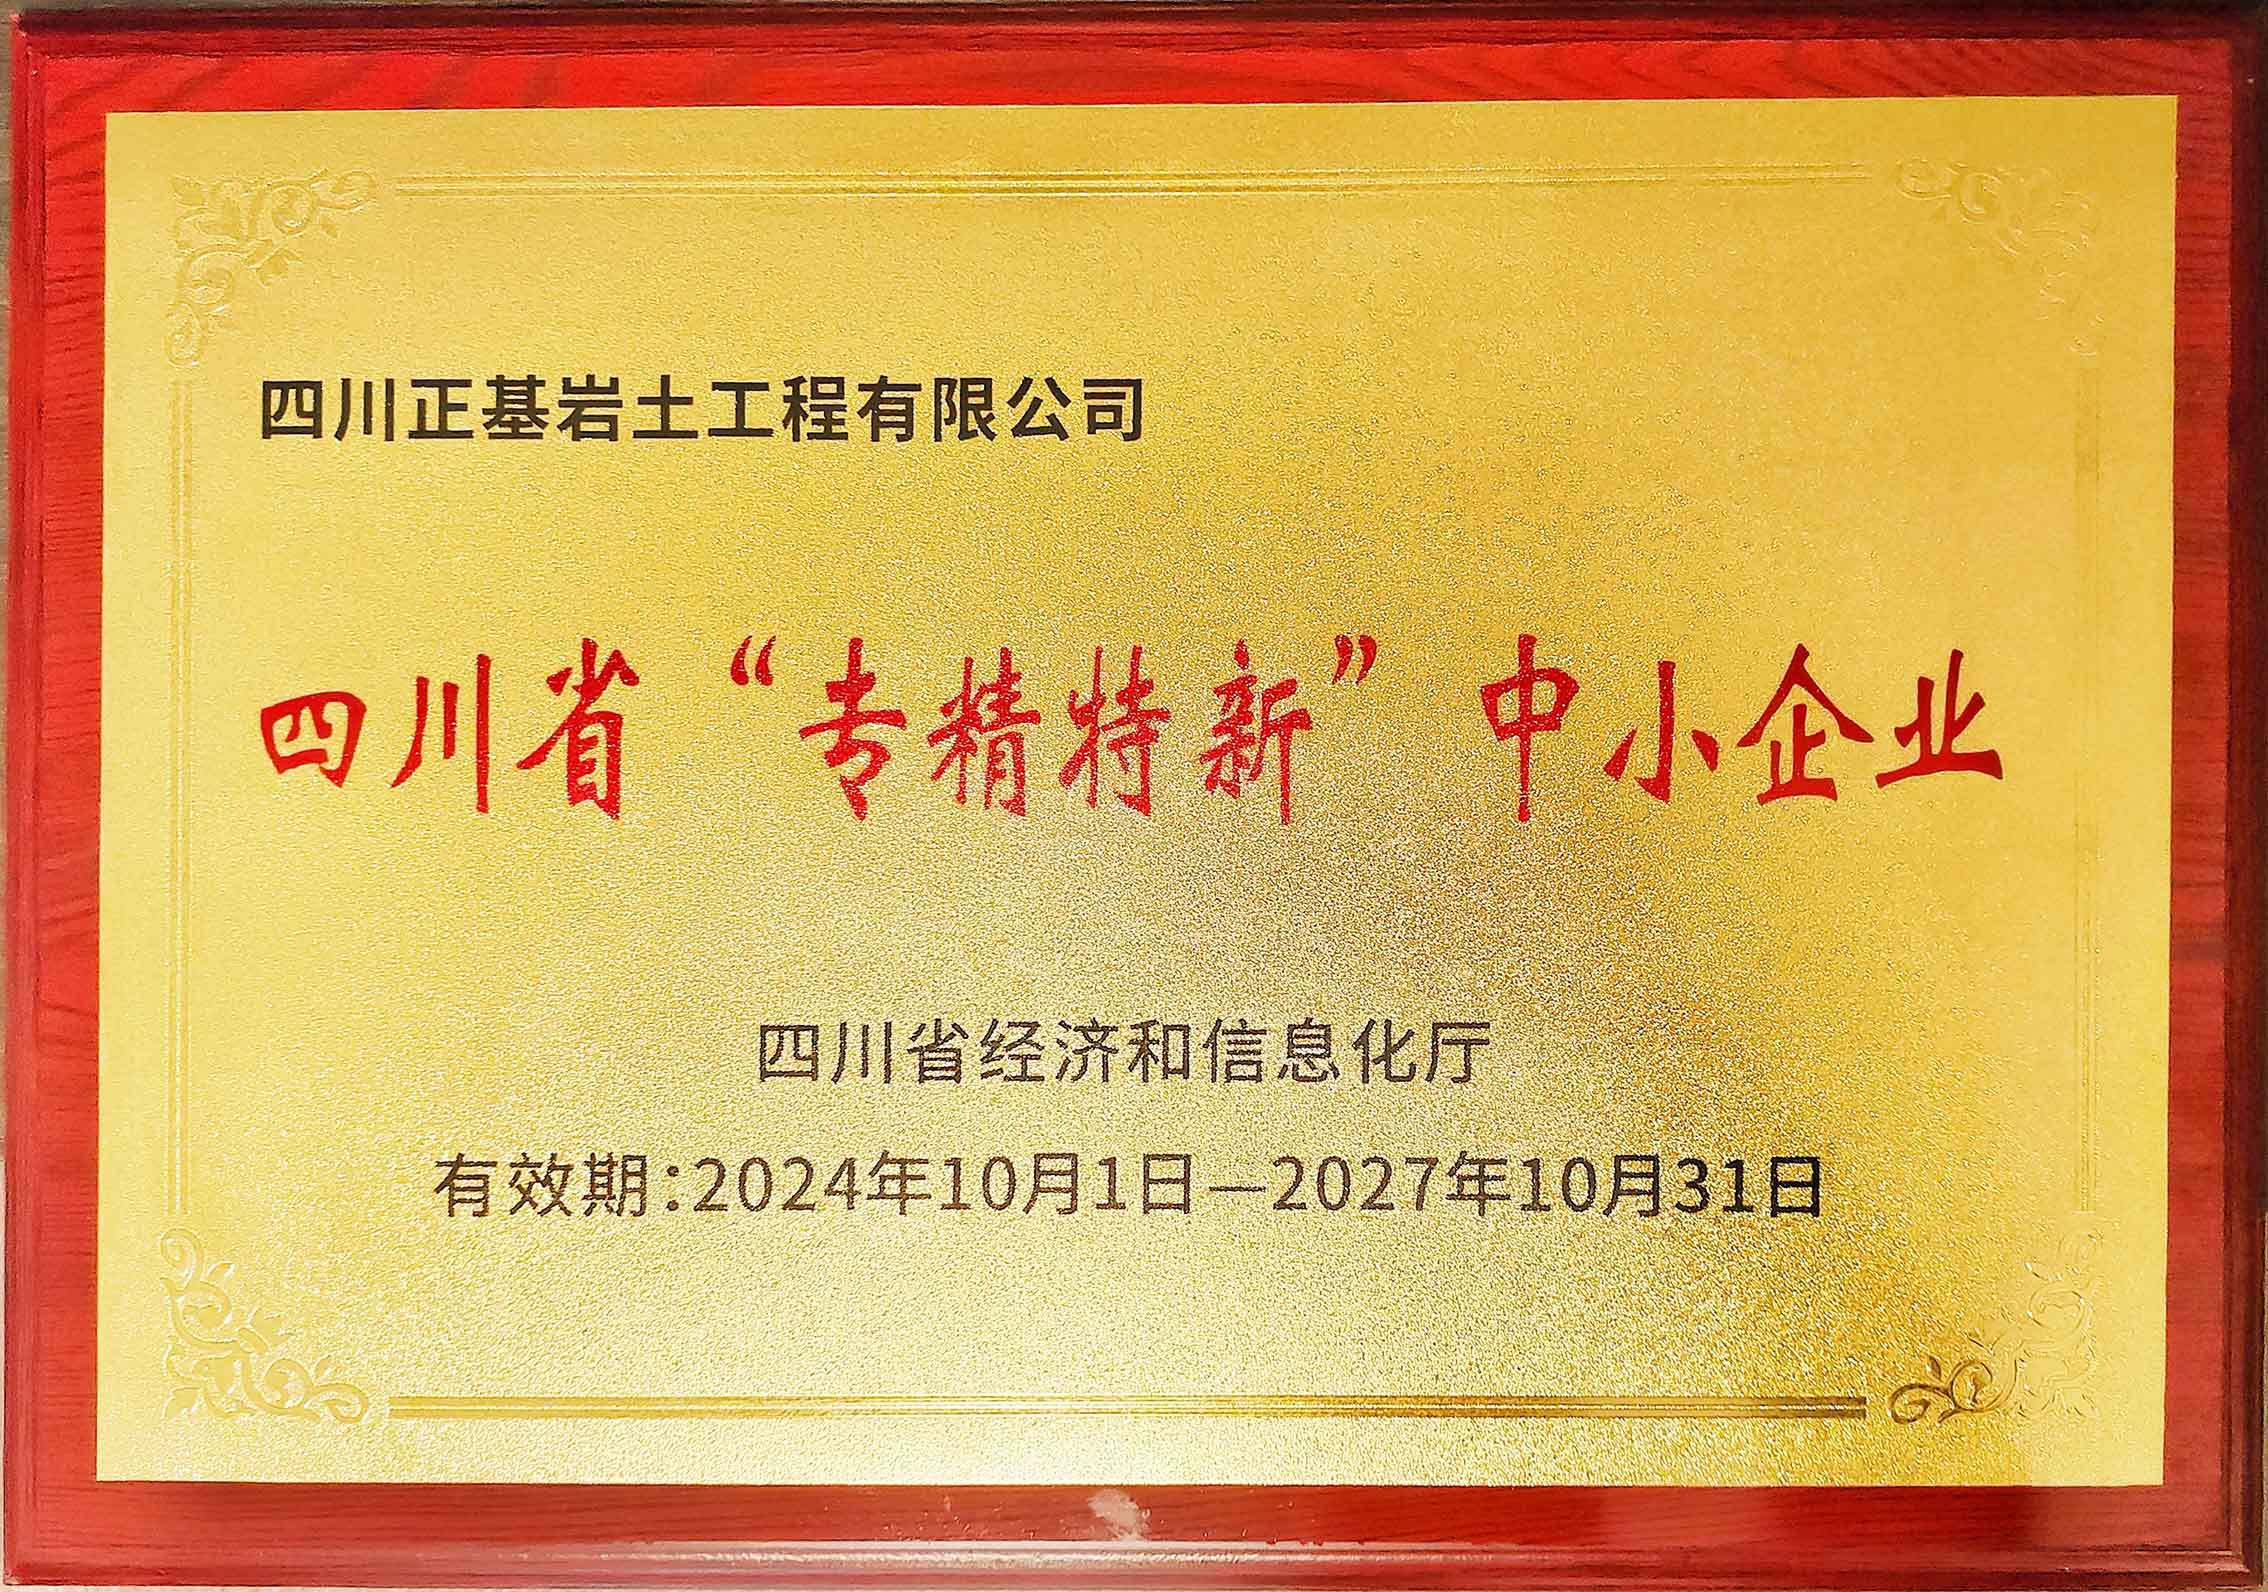 四川正基岩土工程有限公司
四川省“专精特新”中小企业
四川省经济和信息化厅
有效期:2024年10月1日—2027年10月31日